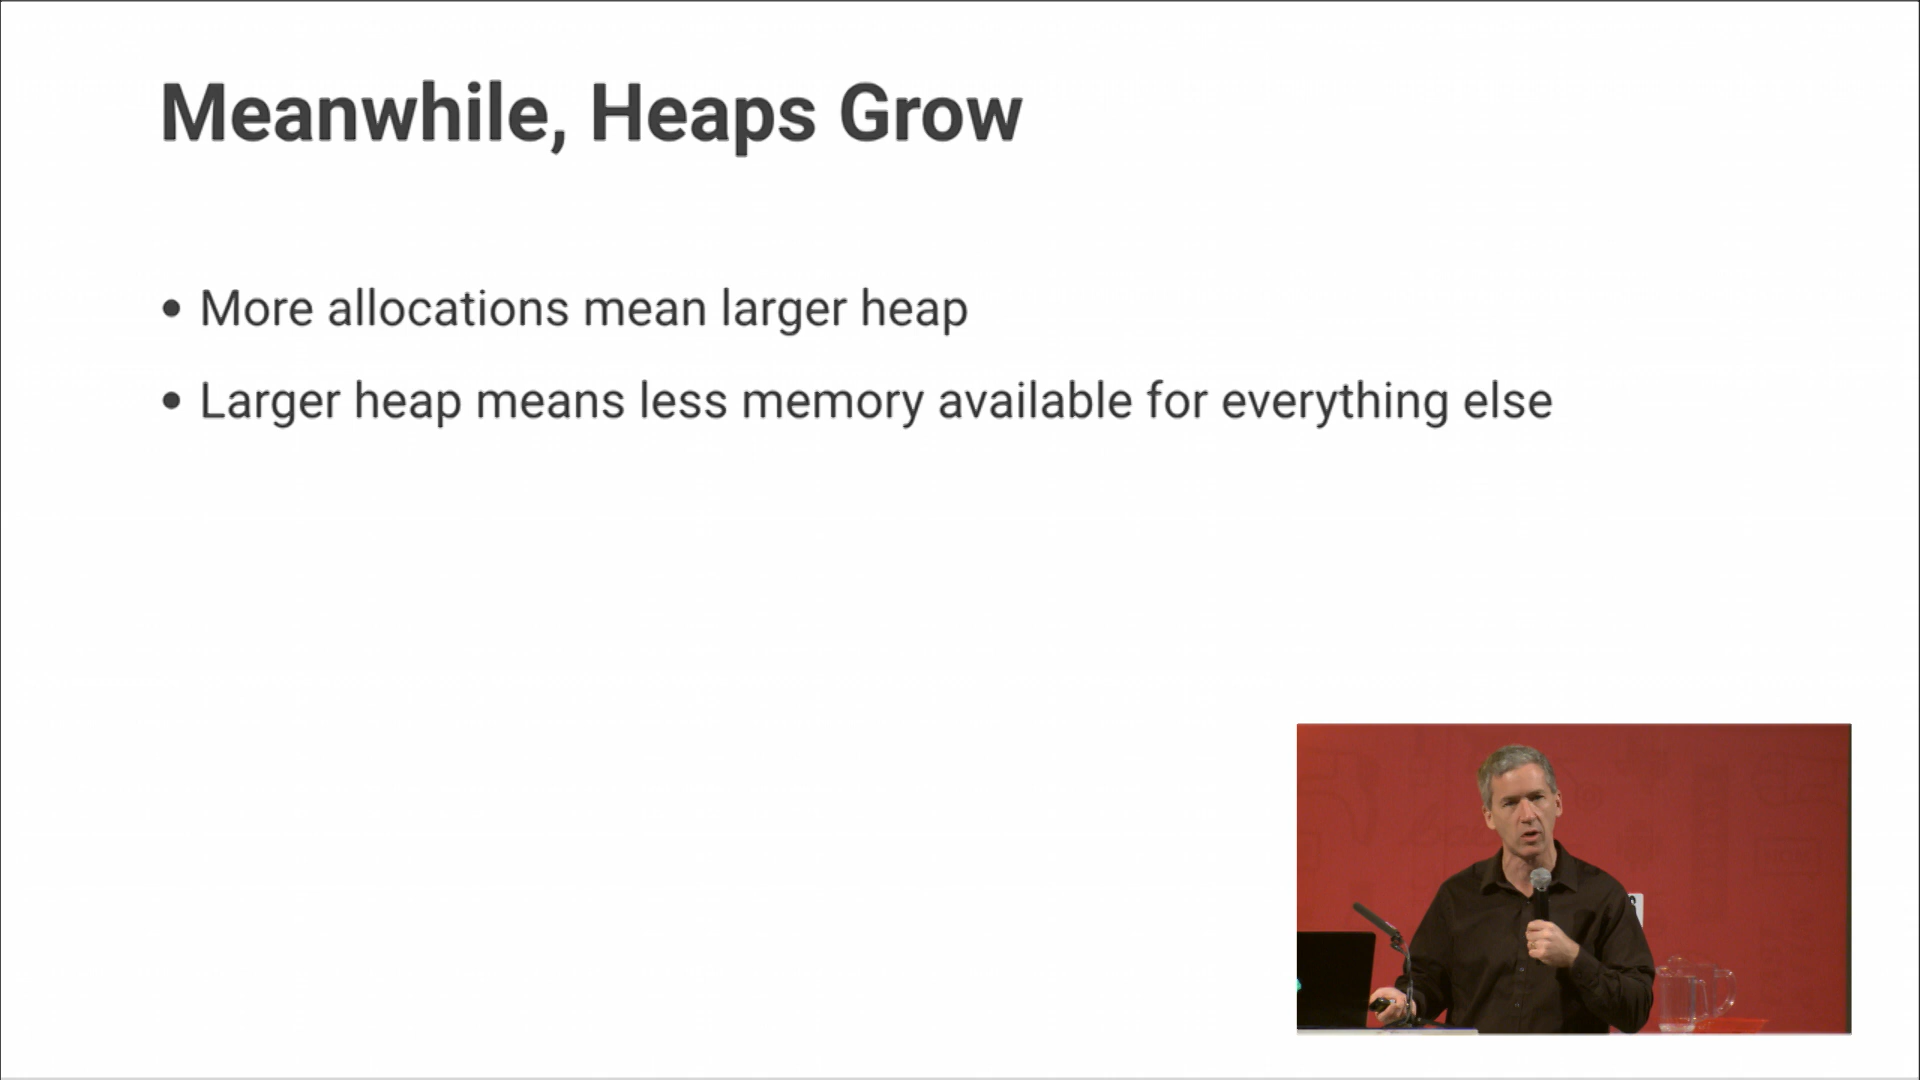 Meanwhile, Heaps Grow
• More allocations mean larger heap
• Larger heap means less memory available for everything else